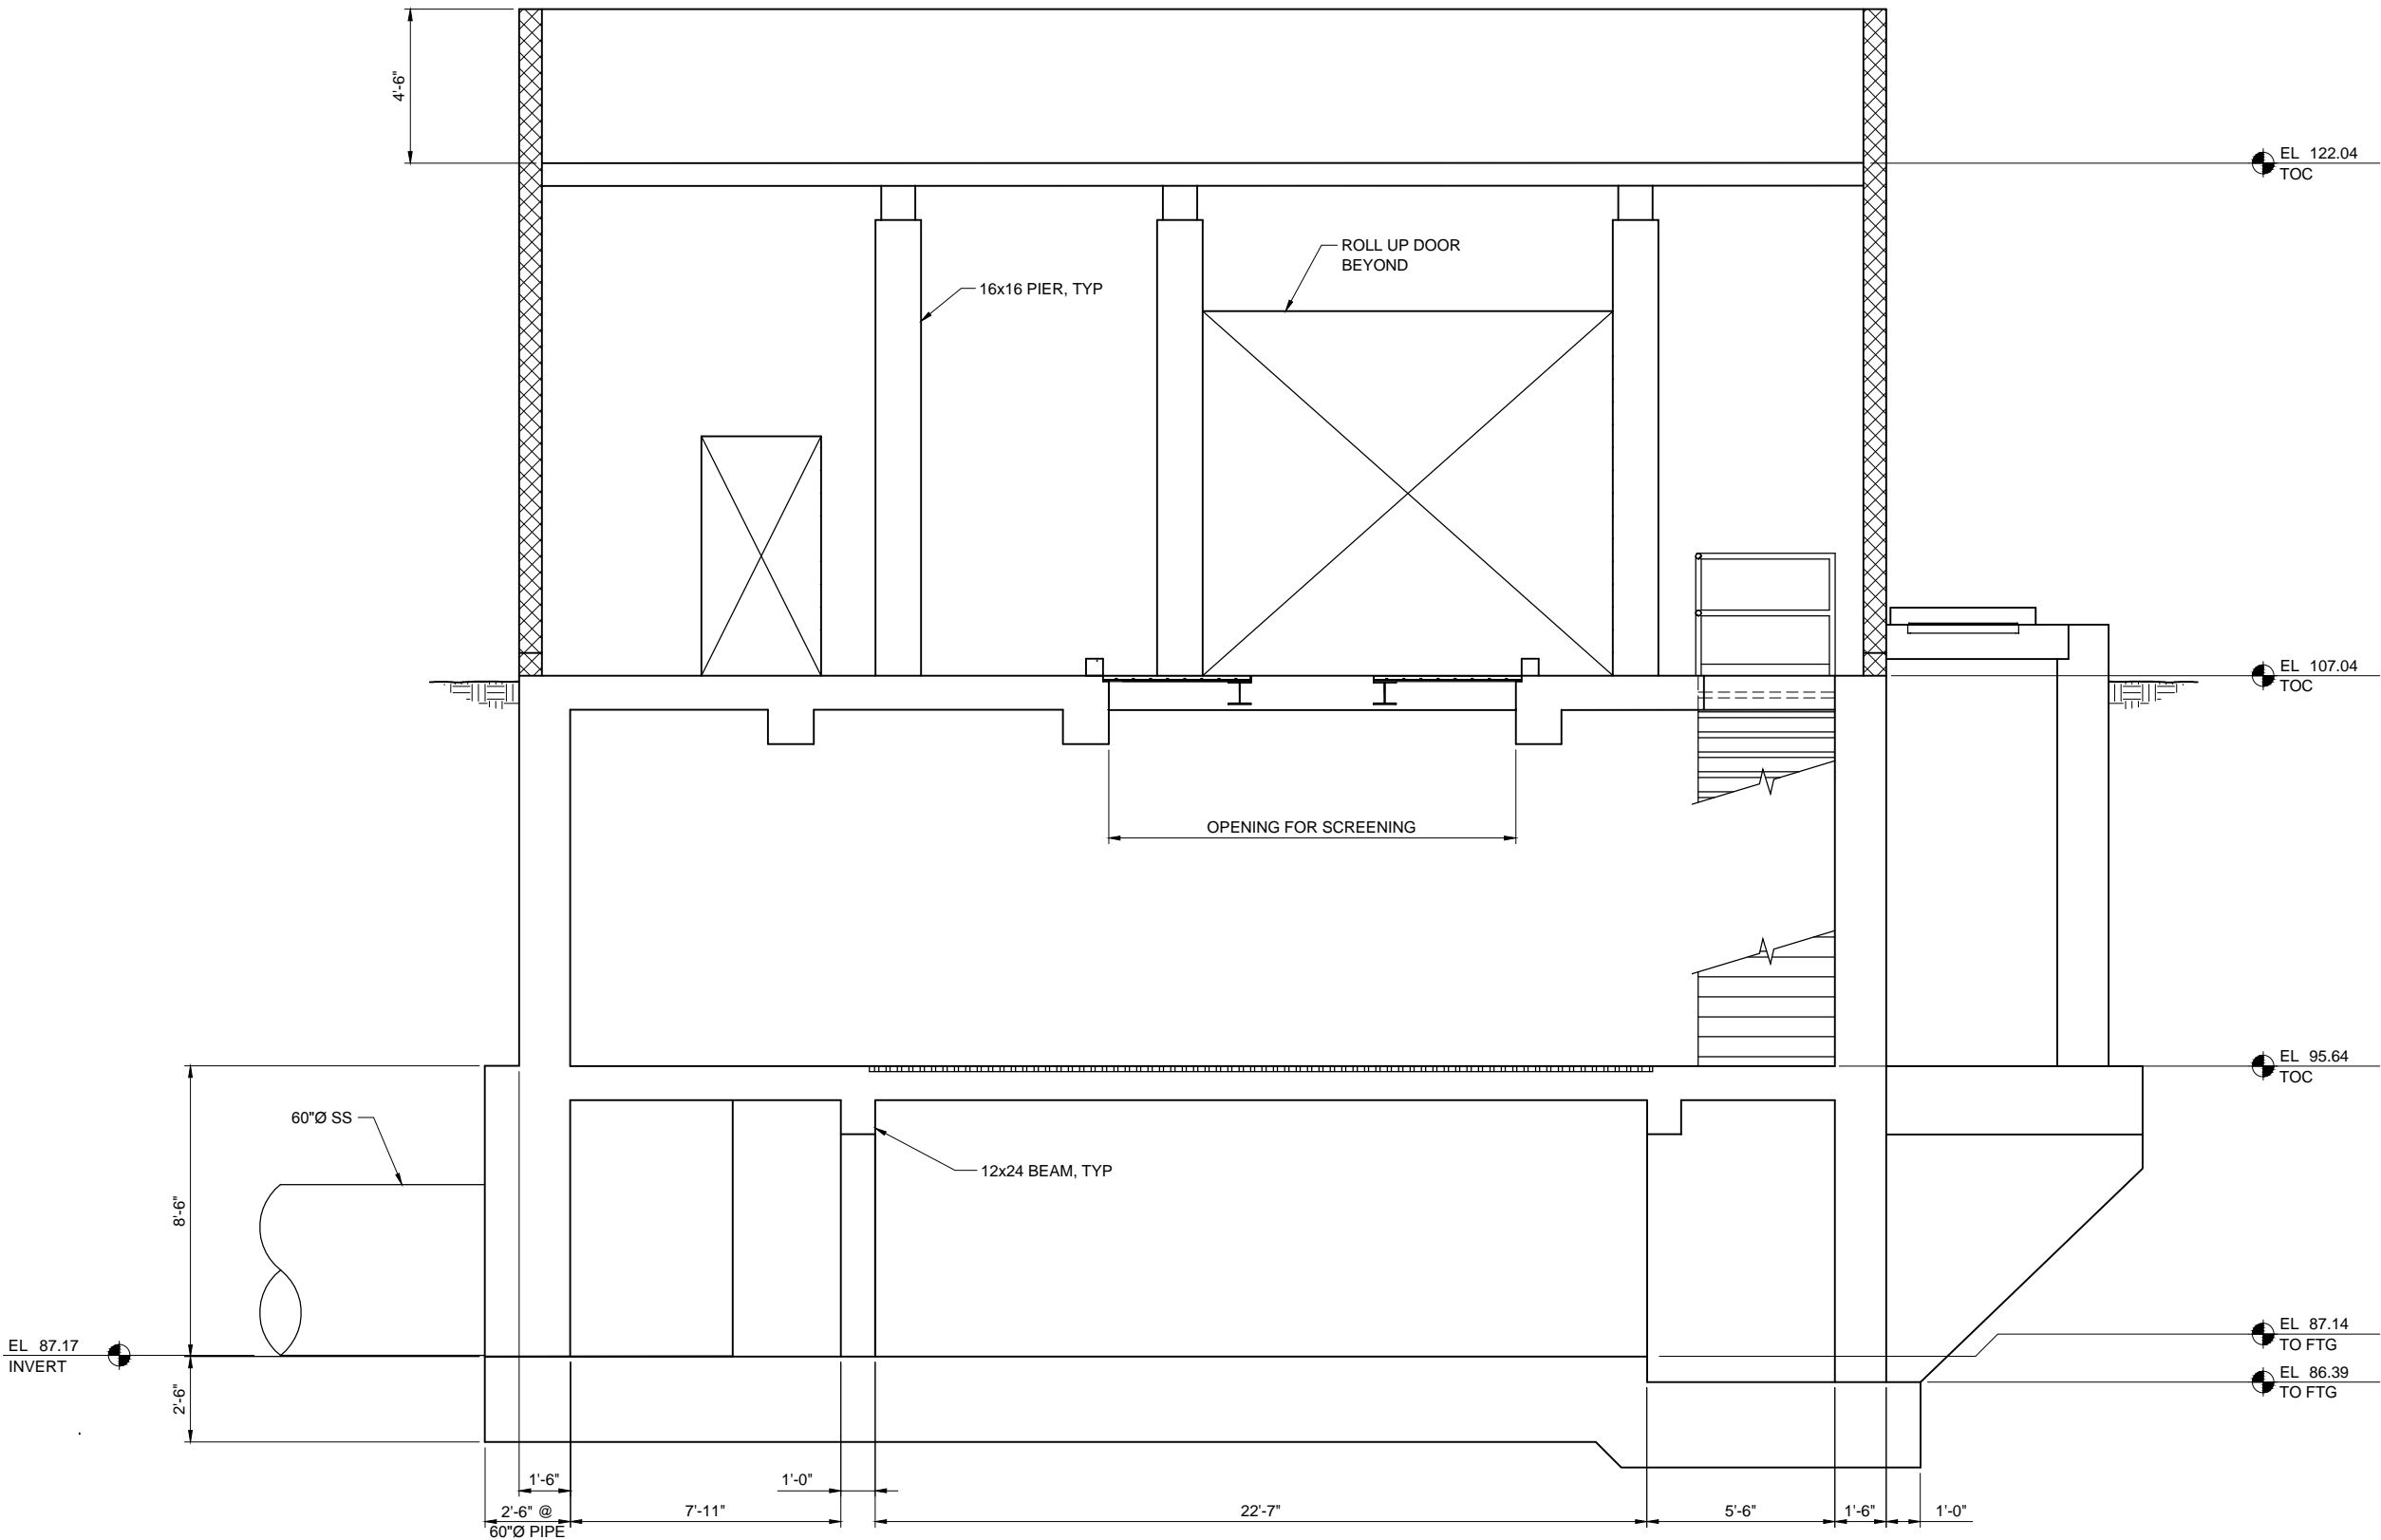 4'-6"
EL 122.04
TOC
ROLL UP DOOR
BEYOND
16x16 PIER, TYP
EL 107.04
TOC
OPENING FOR SCREENING
EL 95.64
TOC
60"Ø SS
12x24 BEAM, TYP
8'-6"
EL 87.17
INVERT
EL 87.14
TO FTG
EL 86.39
TO FTG
2'-6"
1'-6"
1'-0"
2'-6" @
60"Ø PIPE
7'-11"
22'-7"
5'-6"
1'-6"
1'-0"